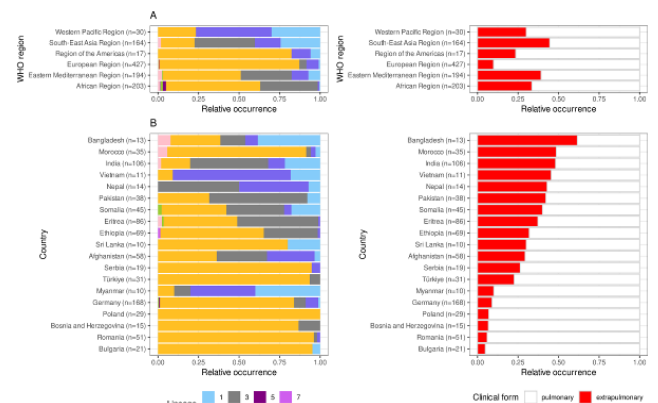 A
WHO region
Western Pacific Region (n=30)
South-East Asia Region (n=164)
Region of the Americas (n=17)
European Region (n=427)
Eastern Mediterranean Region (n=194)
African Region (n=203)
0.00 0.25 0.50 0.75 1.00
Relative occurrence
WHO region
Western Pacific Region (n=30)
South-East Asia Region (n=164)
Region of the Americas (n=17)
European Region (n=427)
Eastern Mediterranean Region (n=194)
African Region (n=203)
0.00 0.25 0.50 0.75 1.00
Relative occurrence
B
Country
Bangladesh (n=13)
Morocco (n=35)
India (n=106)
Vietnam (n=11)
Nepal (n=14)
Pakistan (n=38)
Somalia (n=45)
Eritrea (n=86)
Ethiopia (n=69)
Sri Lanka (n=10)
Afghanistan (n=58)
Serbia (n=19)
Türkiye (n=31)
Myanmar (n=10)
Germany (n=168)
Poland (n=29)
Bosnia and Herzegovina (n=15)
Romania (n=51)
Bulgaria (n=21)
0.00 0.25 0.50 0.75 1.00
Relative occurrence
Country
Bangladesh (n=13)
Morocco (n=35)
India (n=106)
Vietnam (n=11)
Nepal (n=14)
Pakistan (n=38)
Somalia (n=45)
Eritrea (n=86)
Ethiopia (n=69)
Sri Lanka (n=10)
Afghanistan (n=58)
Serbia (n=19)
Türkiye (n=31)
Myanmar (n=10)
Germany (n=168)
Poland (n=29)
Bosnia and Herzegovina (n=15)
Romania (n=51)
Bulgaria (n=21)
0.00 0.25 0.50 0.75 1.00
Relative occurrence
1 3 5 7
Clinical form pulmonary extrapulmonary